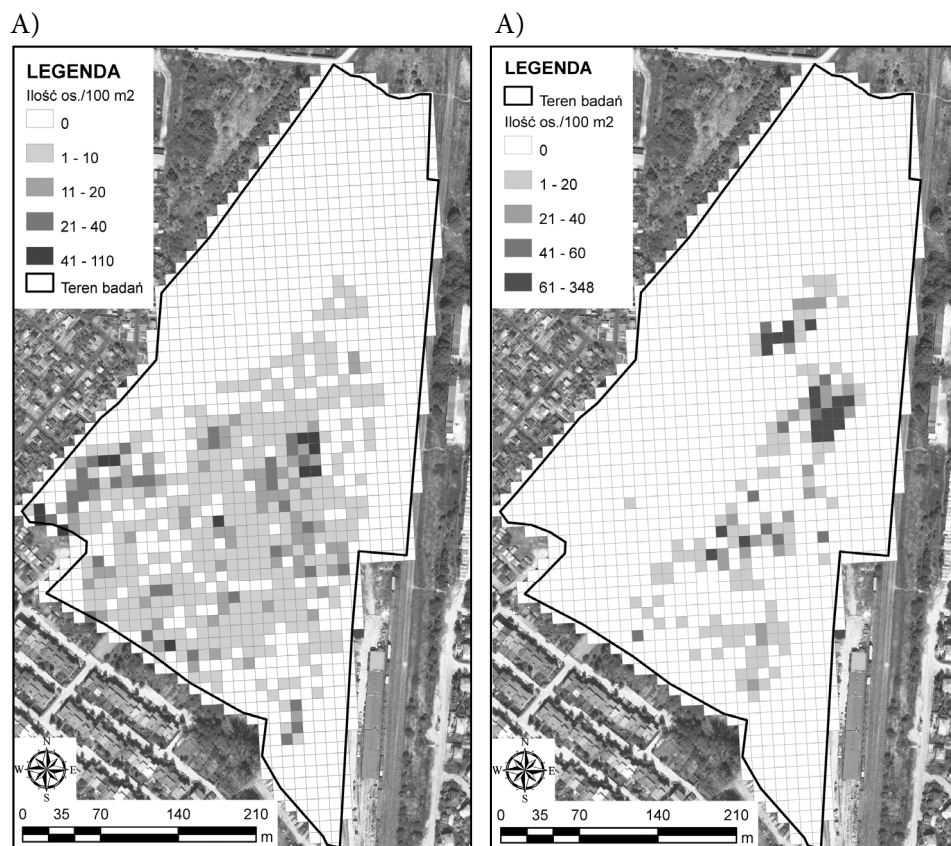 A)
LEGENDA
Ilość os./100 m2
0
1 - 10
11 - 20
21 - 40
41 - 110
Teren badań
N
W E
S
0 35 70 140 210
m
A)
LEGENDA
Teren badań
Ilość os./100 m2
0
1 - 20
21 - 40
41 - 60
61 - 348
N
W E
S
0 35 70 140 210
m